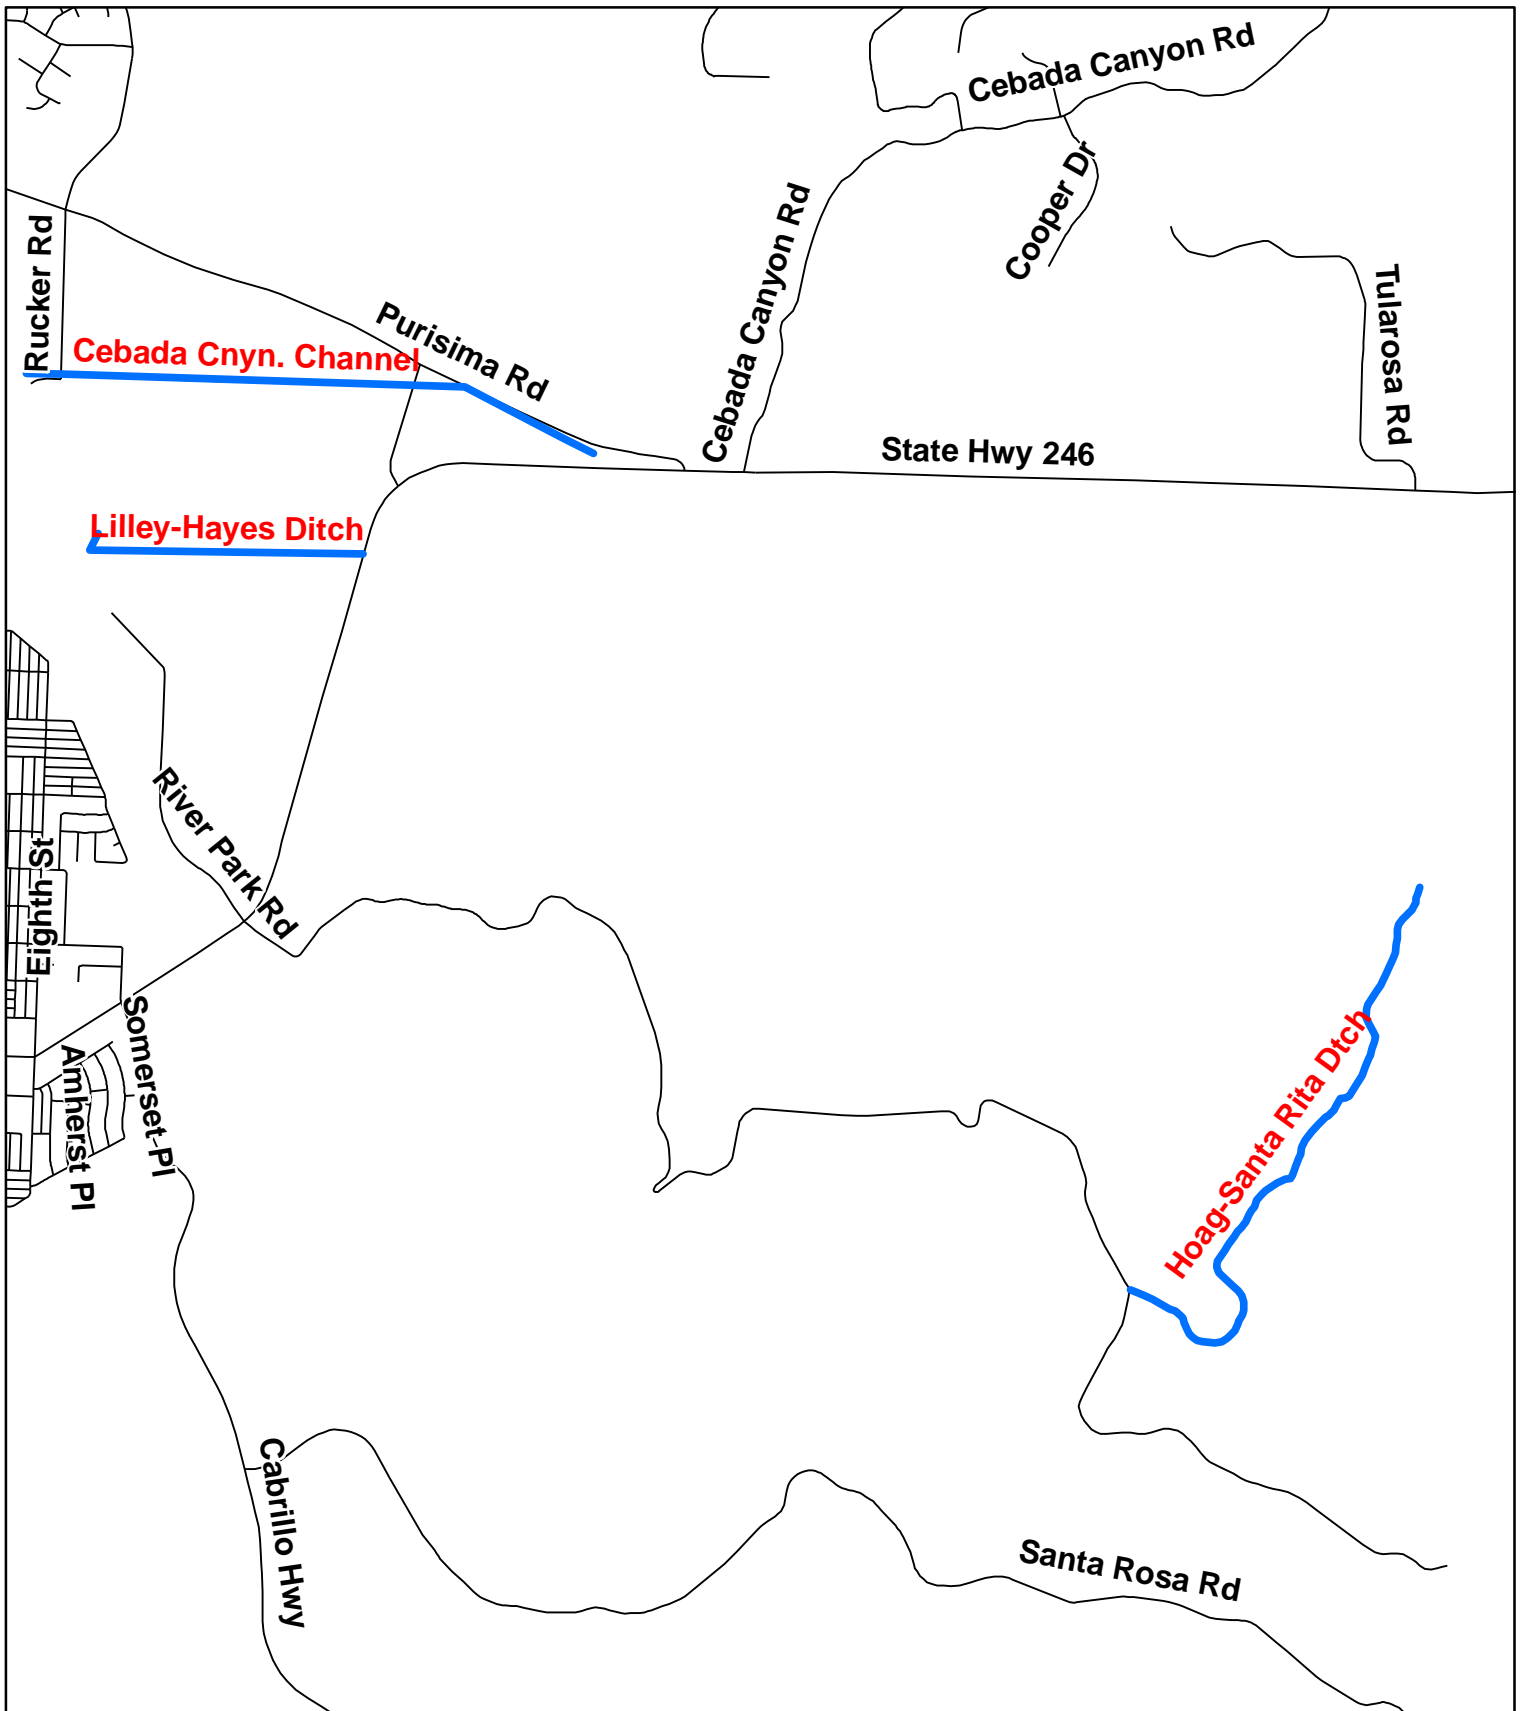 Cebada Canyon Rd
Cooper Dr
Cebada Canyon Rd
Rucker Rd
Tularosa Rd
Purisima Rd
Cebada Cnyn. Channel
State Hwy 246
Lilley-Hayes Ditch
River Park Rd
Eighth St
Somerset Pl
Amherst Pl
Hoag-Santa Rita Dtch
Cabrillo Hwy
Santa Rosa Rd